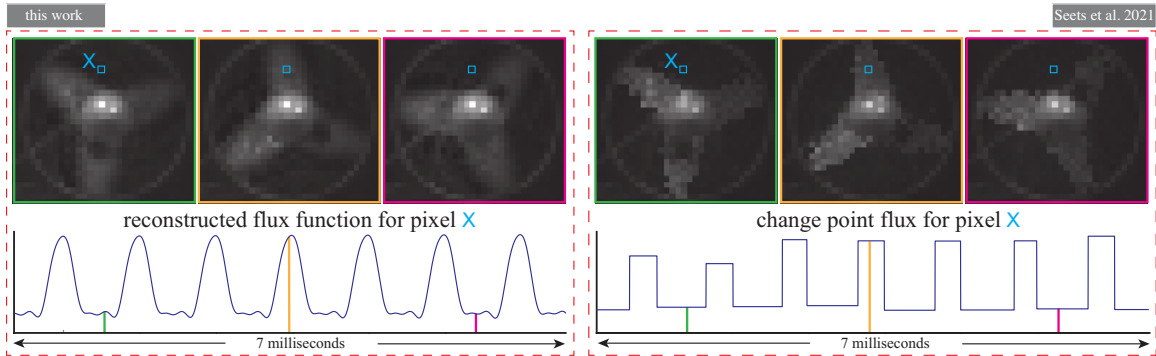 this work
Seets et al. 2021
X
X
reconstructed flux function for pixel X
change point flux for pixel X
7 milliseconds
7 milliseconds